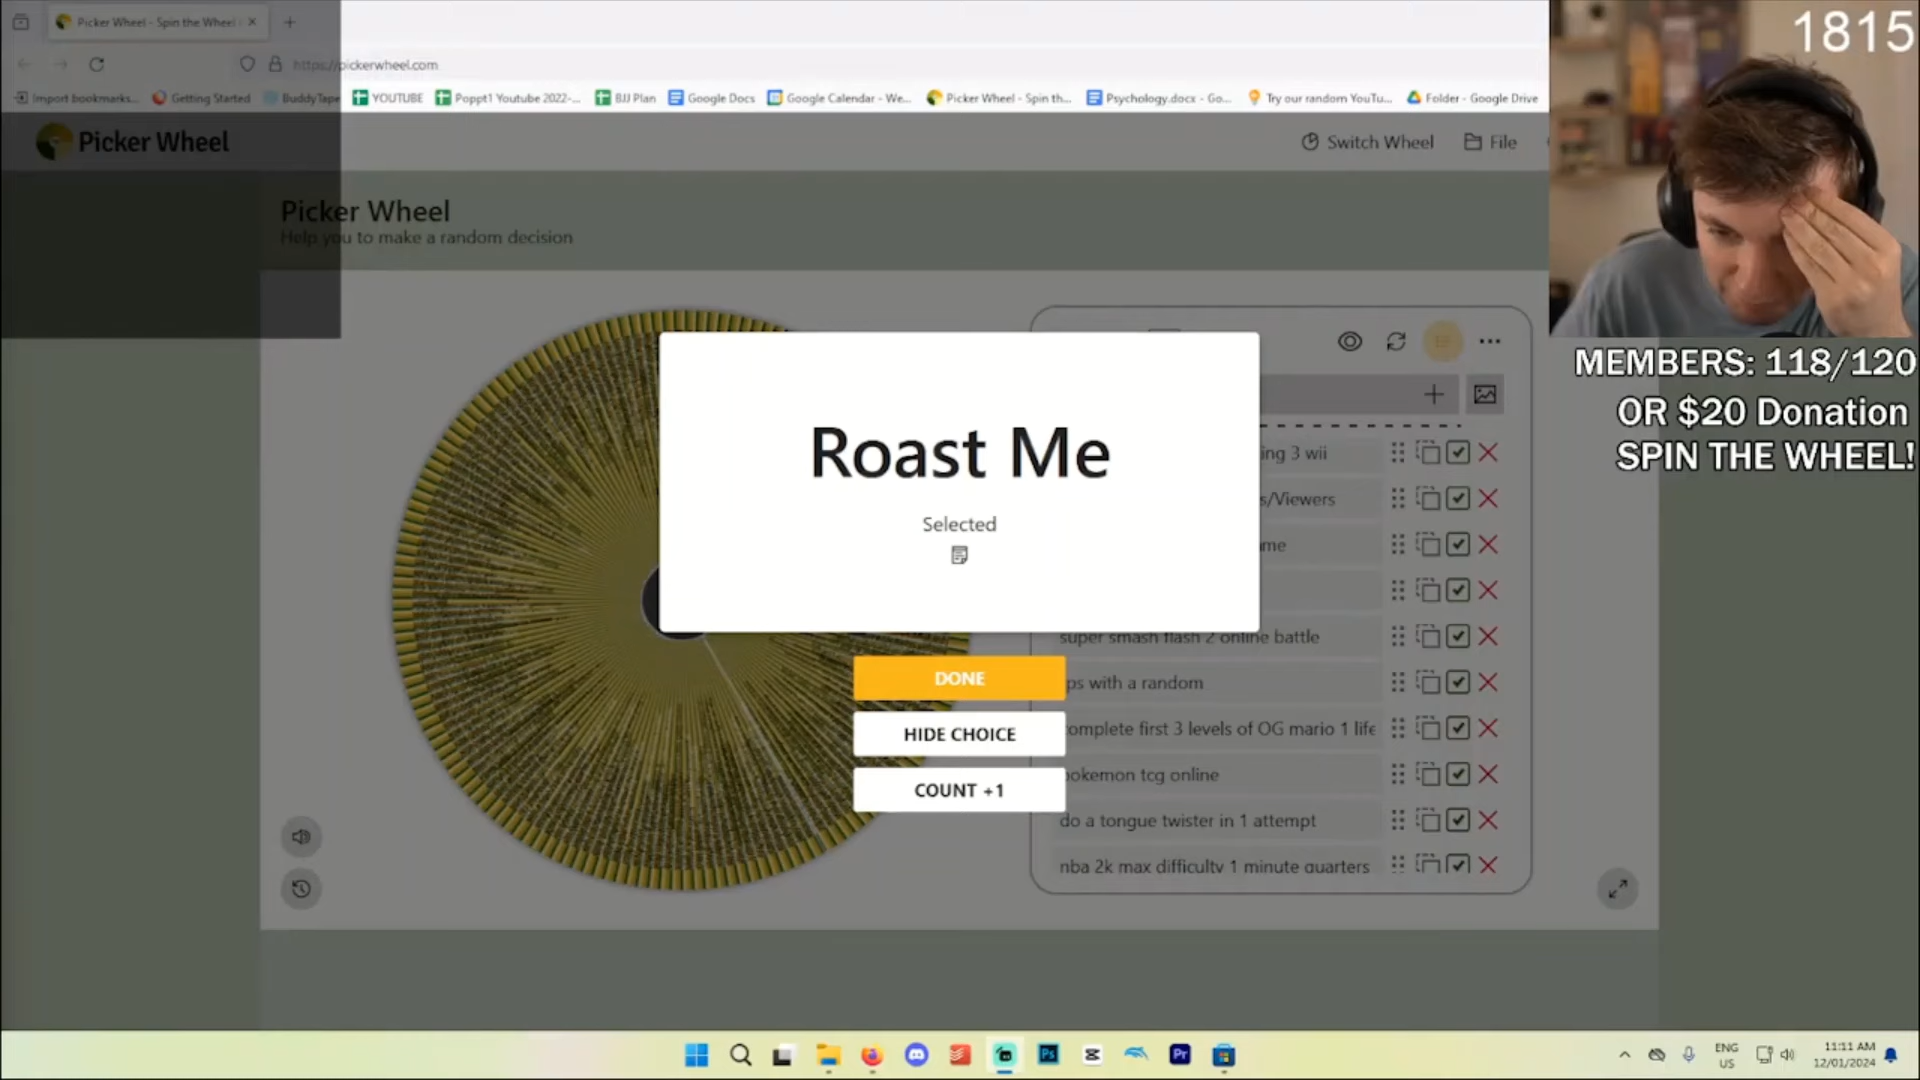 Picker Wheel - Spin the Wheel
https://pickerwheel.com
Import bookmarks...
Getting Started
BuddyTape
YOUTUBE
Poppt1 Youtube 2022-...
BJJ Plan
Google Docs
Google Calendar - We...
Picker Wheel - Spin th...
Psychology.docx - Go...
Try our random YouTu...
Folder - Google Drive
Picker Wheel
Switch Wheel
File
1815
Picker Wheel
Help you to make a random decision
MEMBERS: 118/120
OR $20 Donation
SPIN THE WHEEL!
Roast Me
Selected
DONE
HIDE CHOICE
COUNT +1
ing 3 wii
s/Viewers
me
super smash flash 2 online battle
ps with a random
omplete first 3 levels of OG mario 1 life
pokemon tcg online
do a tongue twister in 1 attempt
nba 2k max difficulty 1 minute quarters
Ps
Pr
ENG
US
11:11 AM
12/01/2024